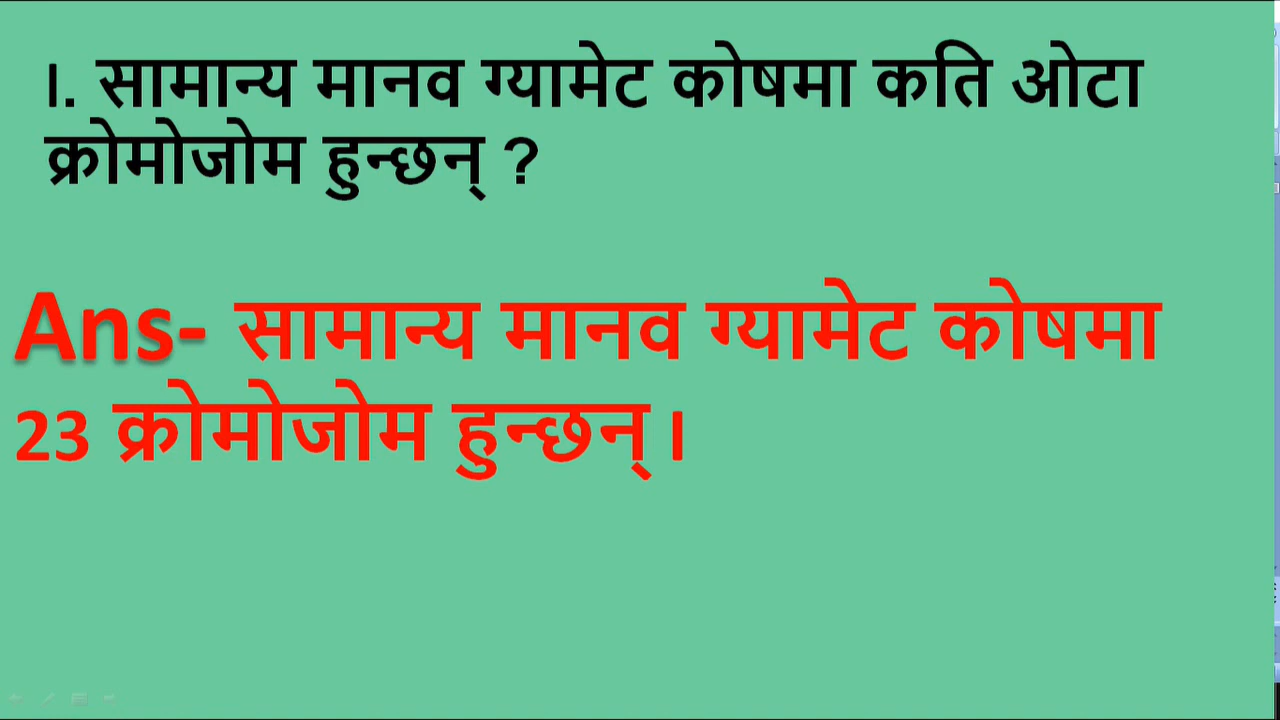 I. सामान्य मानव ग्यामेट कोषमा कति ओटा
क्रोमोजोम हुन्छन् ?
Ans- सामान्य मानव ग्यामेट कोषमा
23 क्रोमोजोम हुन्छन् ।